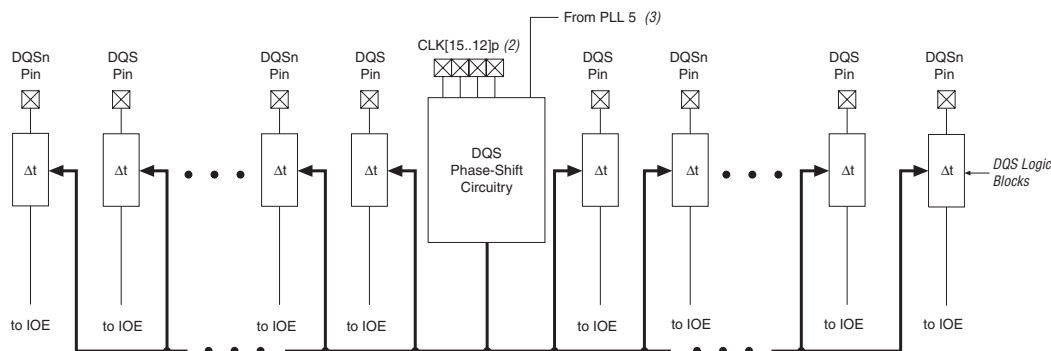 From PLL 5 (3)
CLK[15..12]p (2)
DQSn
Pin
DQS
Pin
DQSn
Pin
DQS
Pin
DQS
Pin
DQSn
Pin
DQS
Pin
DQSn
Pin
Δt
Δt
Δt
Δt
DQS
Phase-Shift
Circuitry
Δt
Δt
Δt
Δt
DQS Logic
Blocks
to IOE
to IOE
to IOE
to IOE
to IOE
to IOE
to IOE
to IOE